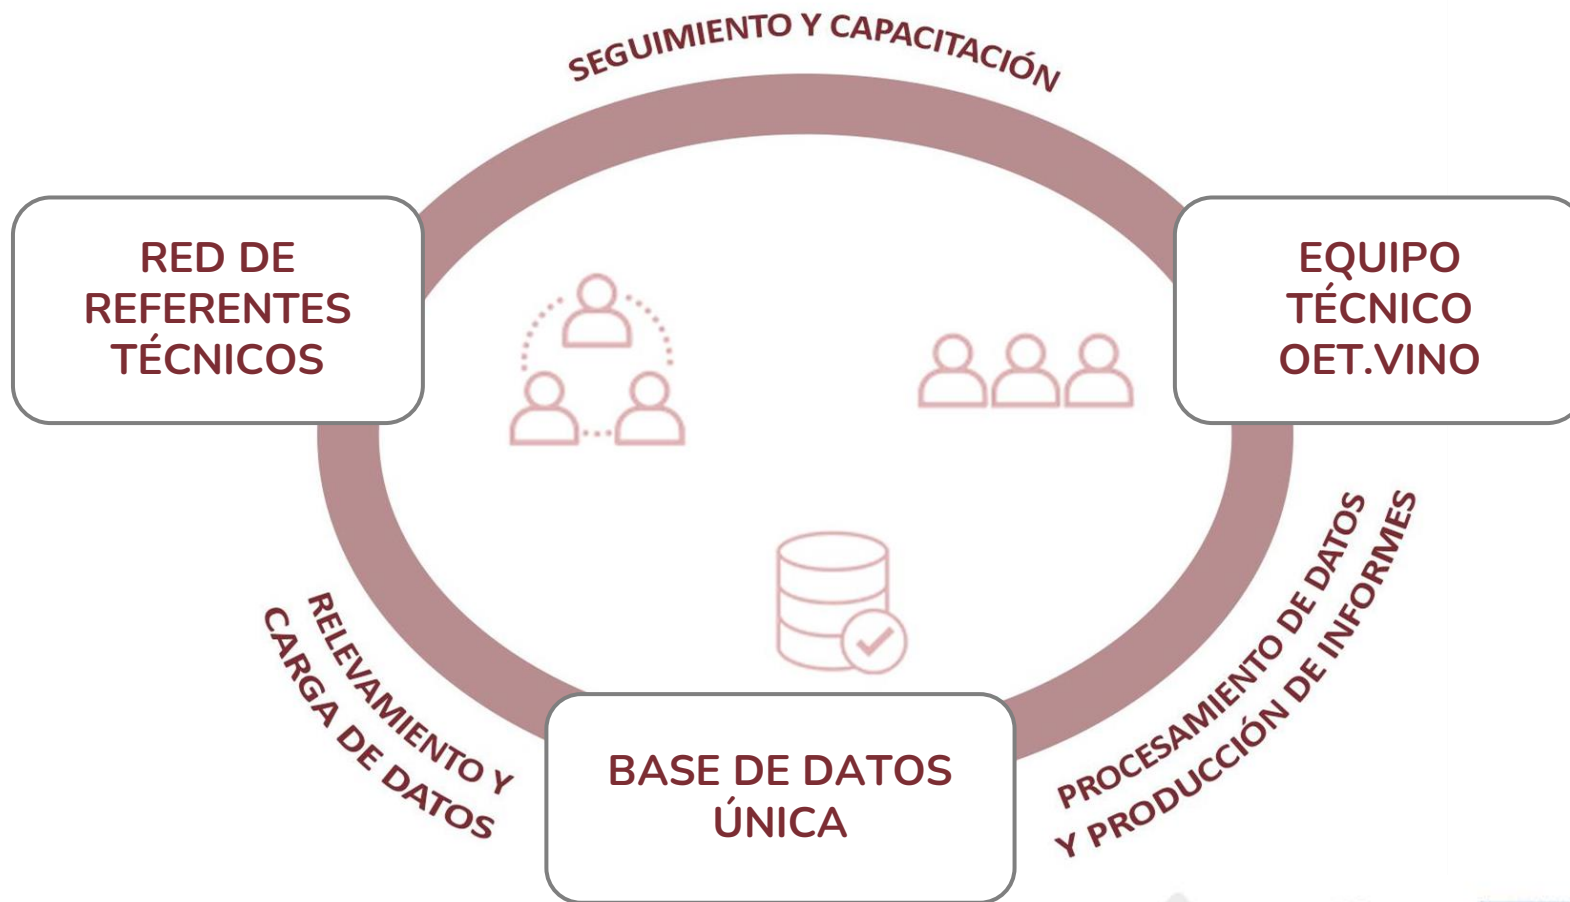 SEGUIMIENTO Y CAPACITACIÓN
RED DE
REFERENTES
TÉCNICOS
EQUIPO
TÉCNICO
OET.VINO
RELEVAMIENTO Y
CARGA DE DATOS
BASE DE DATOS
ÚNICA
PROCESAMIENTO DE DATOS
Y PRODUCCIÓN DE INFORMES